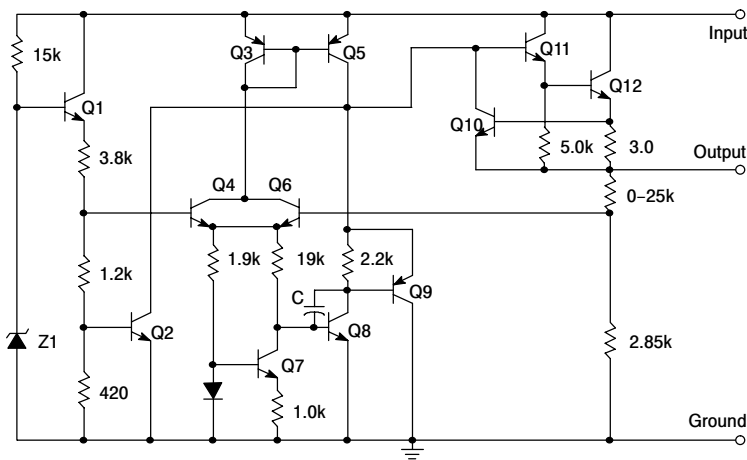 Input
15k
Q3
Q5
Q11
Q12
Q1
Q10
3.8k
5.0k
3.0
Output
Q4
Q6
0–25k
1.9k
19k
2.2k
1.2k
C
Q9
Z1
Q2
Q8
2.85k
Q7
420
1.0k
Ground